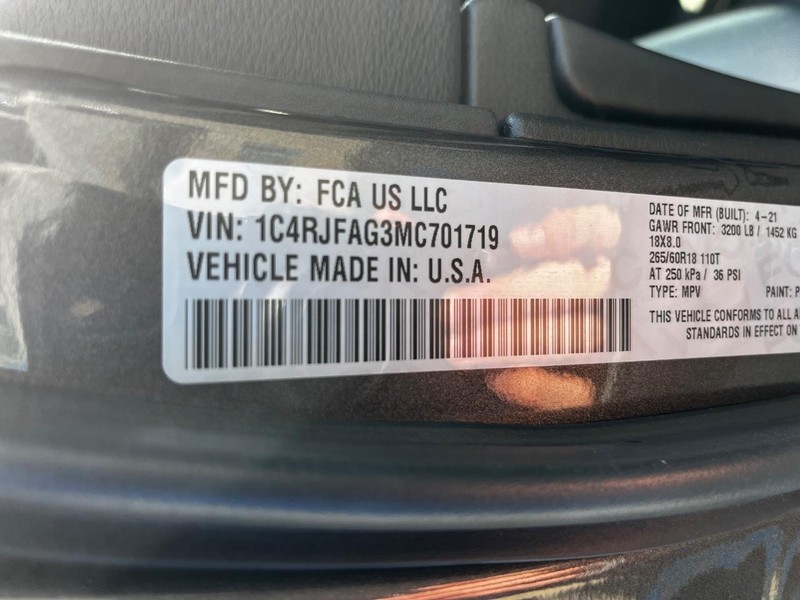 MFD BY: FCA US LLC
VIN: 1C4RJFAG3MC701719
VEHICLE MADE IN: U.S.A.
DATE OF MFR (BUILT): 4-21
GAWR FRONT: 3200 LB / 1452 KG
18X8.0
265/60R18 110T
AT 250 kPa / 36 PSI
TYPE: MPV PAINT: P
THIS VEHICLE CONFORMS TO ALL A
STANDARDS IN EFFECT ON